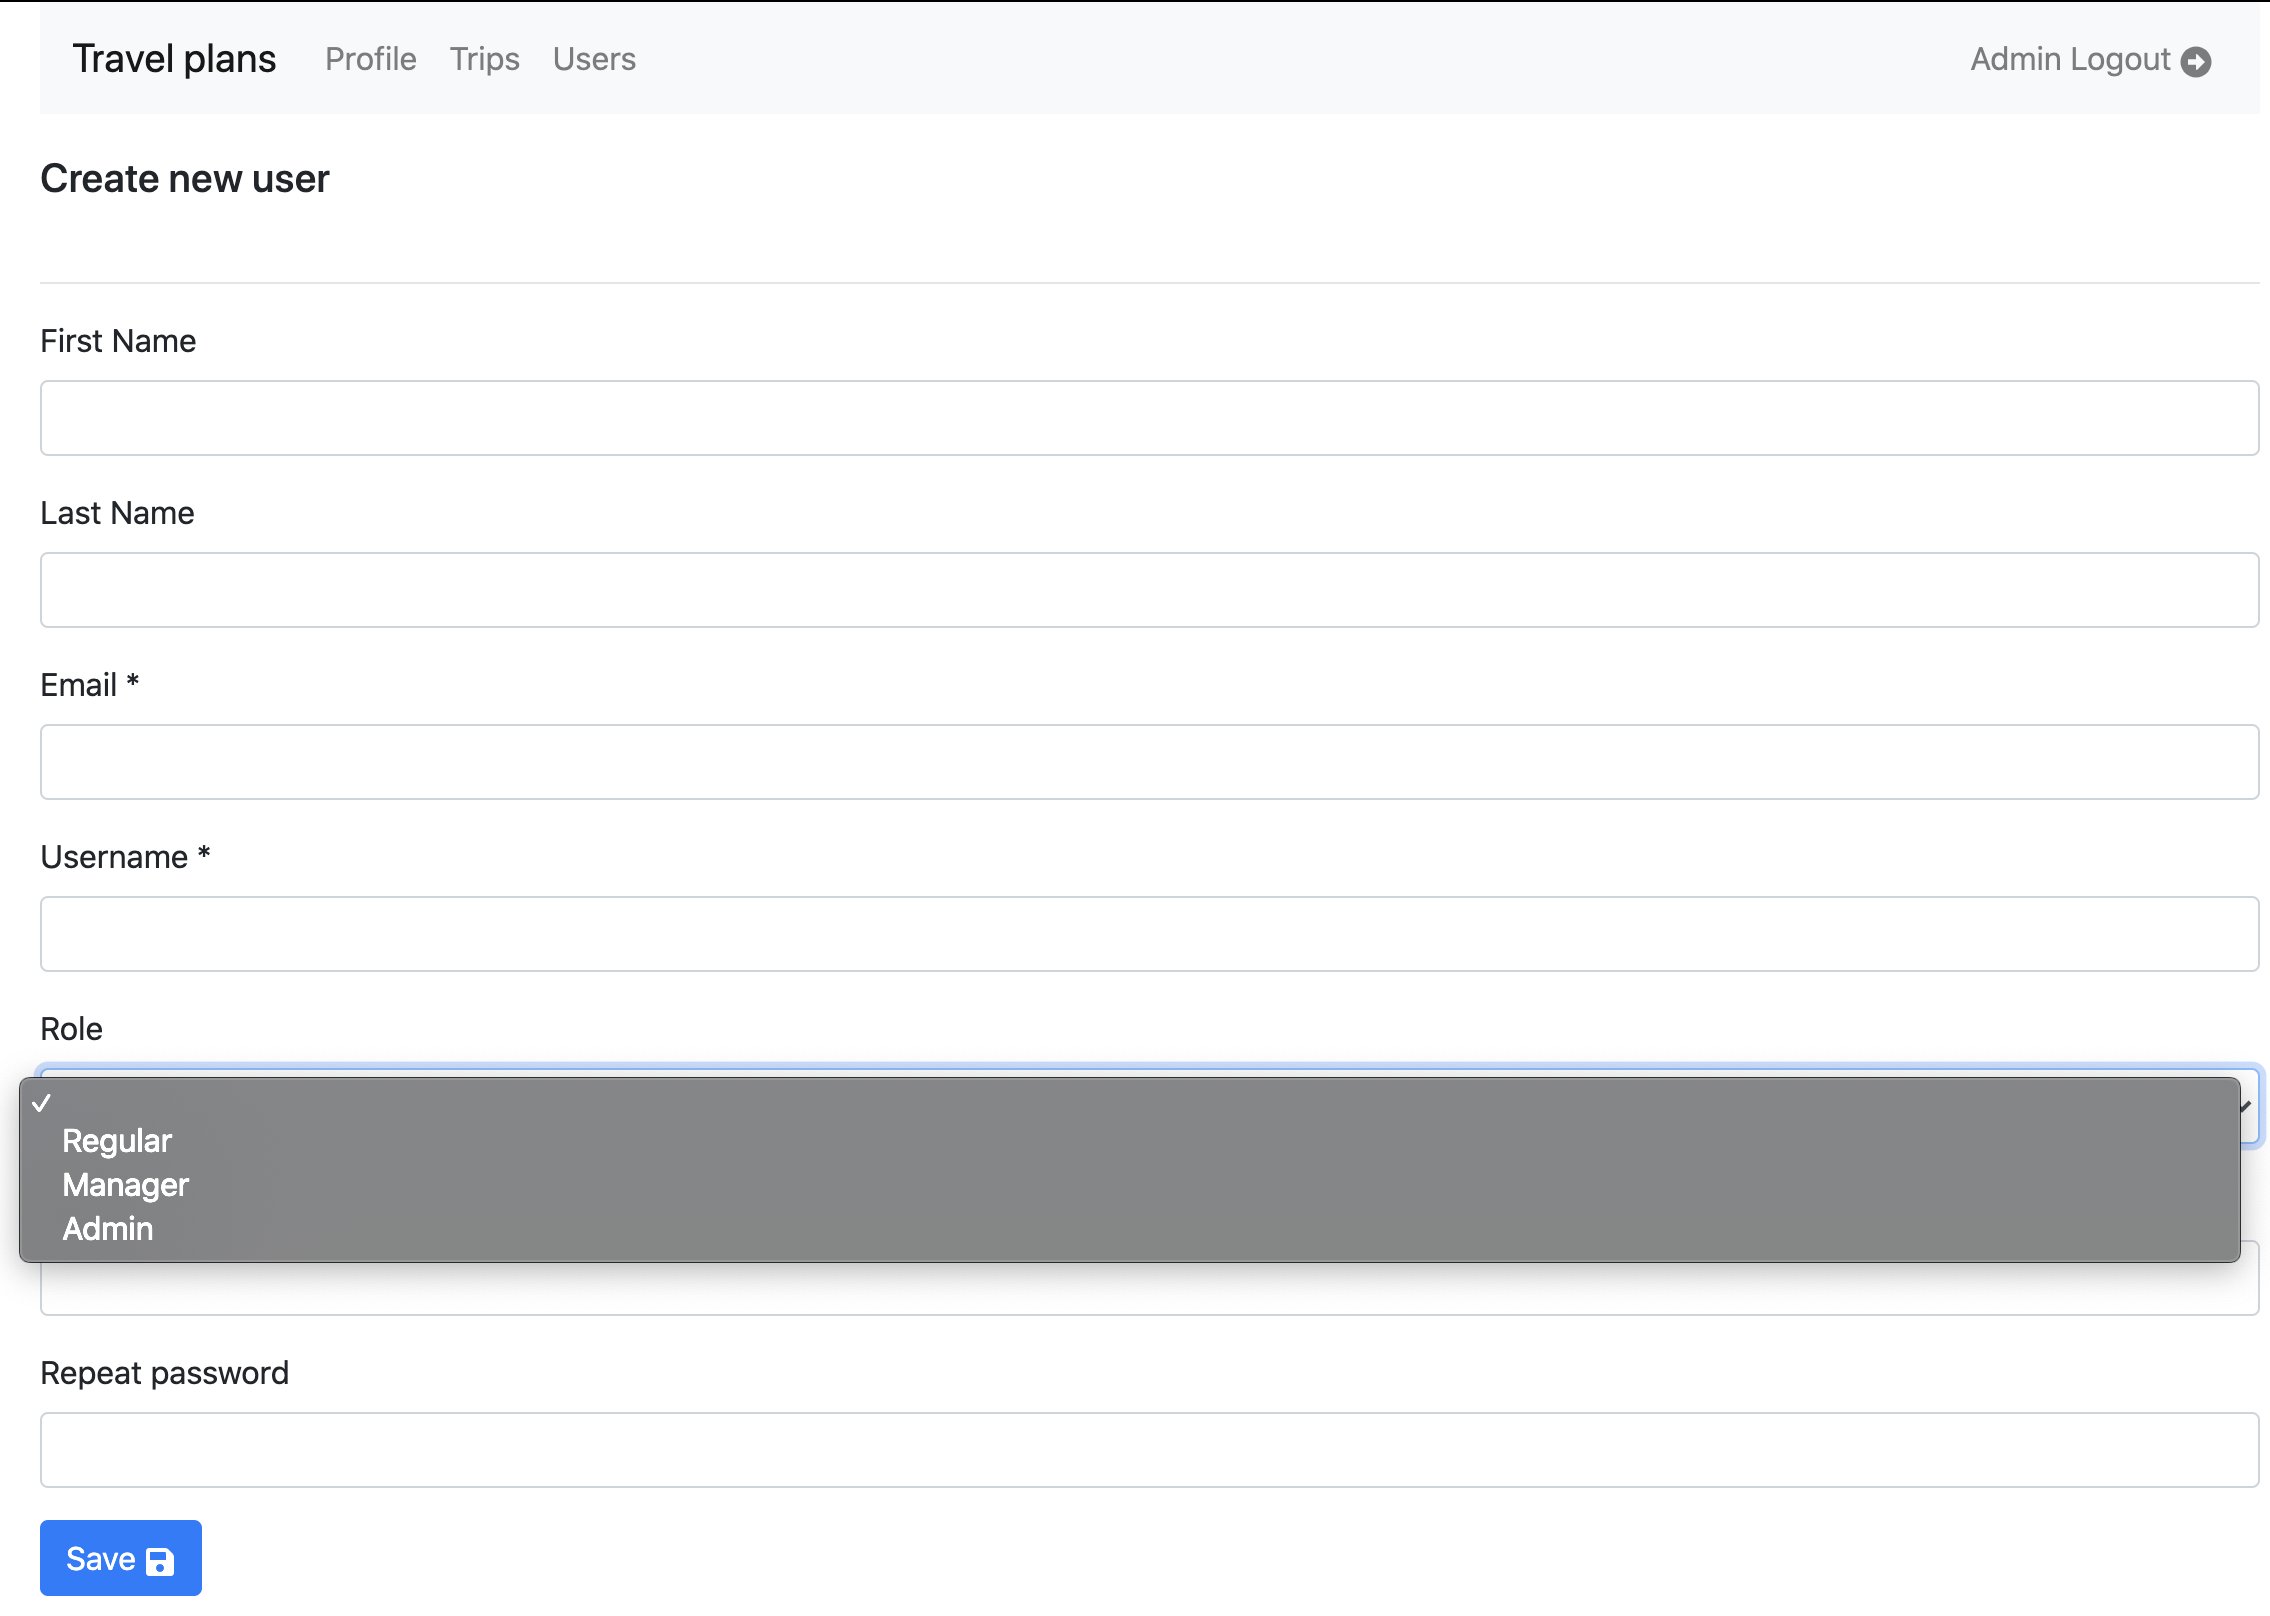 Travel plans Profile Trips Users Admin Logout
Create new user
First Name
Last Name
Email *
Username *
Role
Regular
Manager
Admin
Repeat password
Save